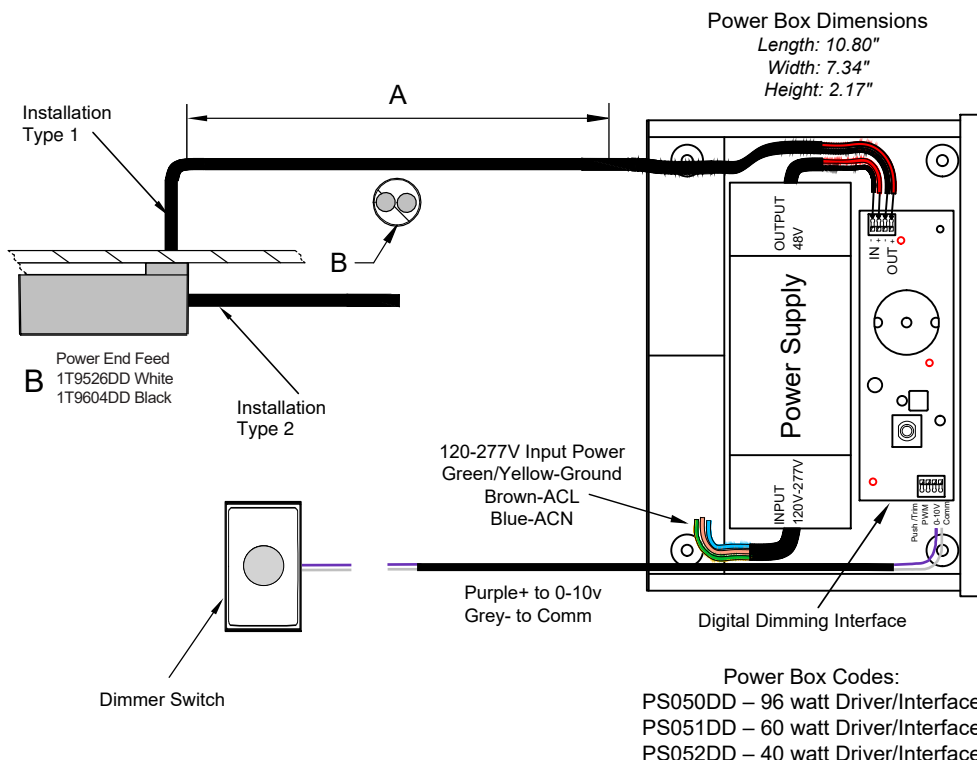 Power Box Dimensions
Length: 10.80"
Width: 7.34"
Height: 2.17"
A
Installation
Type 1
B
OUTPUT
48V
IN - +
OUT - +
Power Supply
B
Power End Feed
1T9526DD White
1T9604DD Black
Installation
Type 2
120-277V Input Power
Green/Yellow-Ground
Brown-ACL
Blue-ACN
INPUT
120V-277V
Push /Trim
PWM
0-10V
Comm
Purple+ to 0-10v
Grey- to Comm
Digital Dimming Interface
Dimmer Switch
Power Box Codes:
PS050DD – 96 watt Driver/Interface
PS051DD – 60 watt Driver/Interface
PS052DD – 40 watt Driver/Interface